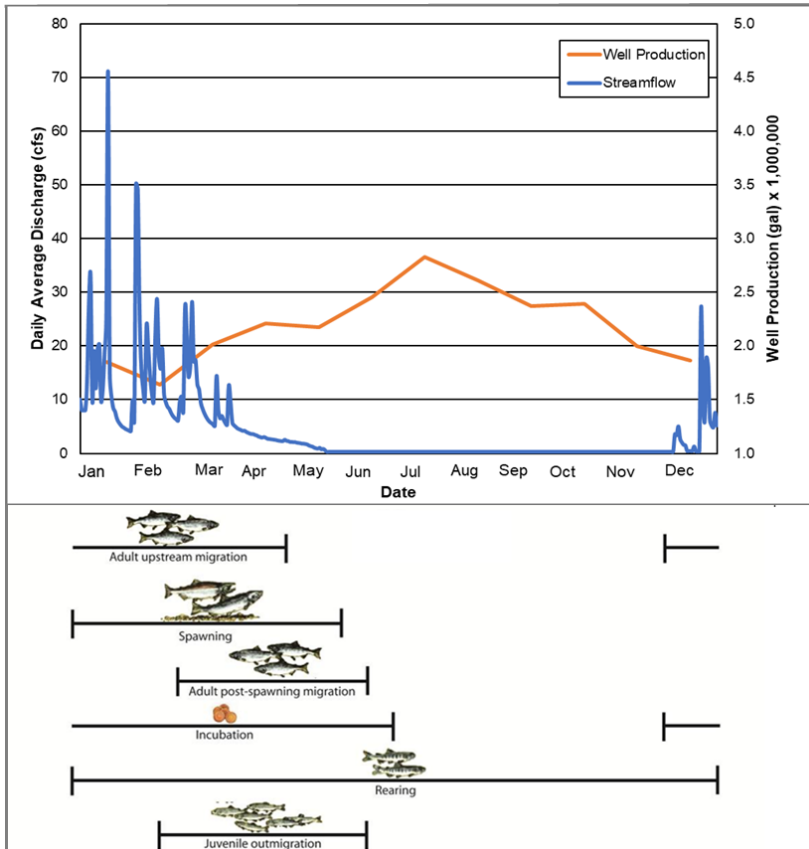 80
5.0
70
4.5
60
4.0
50
3.5
40
3.0
30
2.5
20
2.0
10
1.5
0
1.0
Daily Average Discharge (cfs)
Well Production (gal) x 1,000,000
Well Production
Streamflow
Jan Feb Mar Apr May Jun Jul Aug Sep Oct Nov Dec
Date
Adult upstream migration
Spawning
Adult post-spawning migration
Incubation
Rearing
Juvenile outmigration